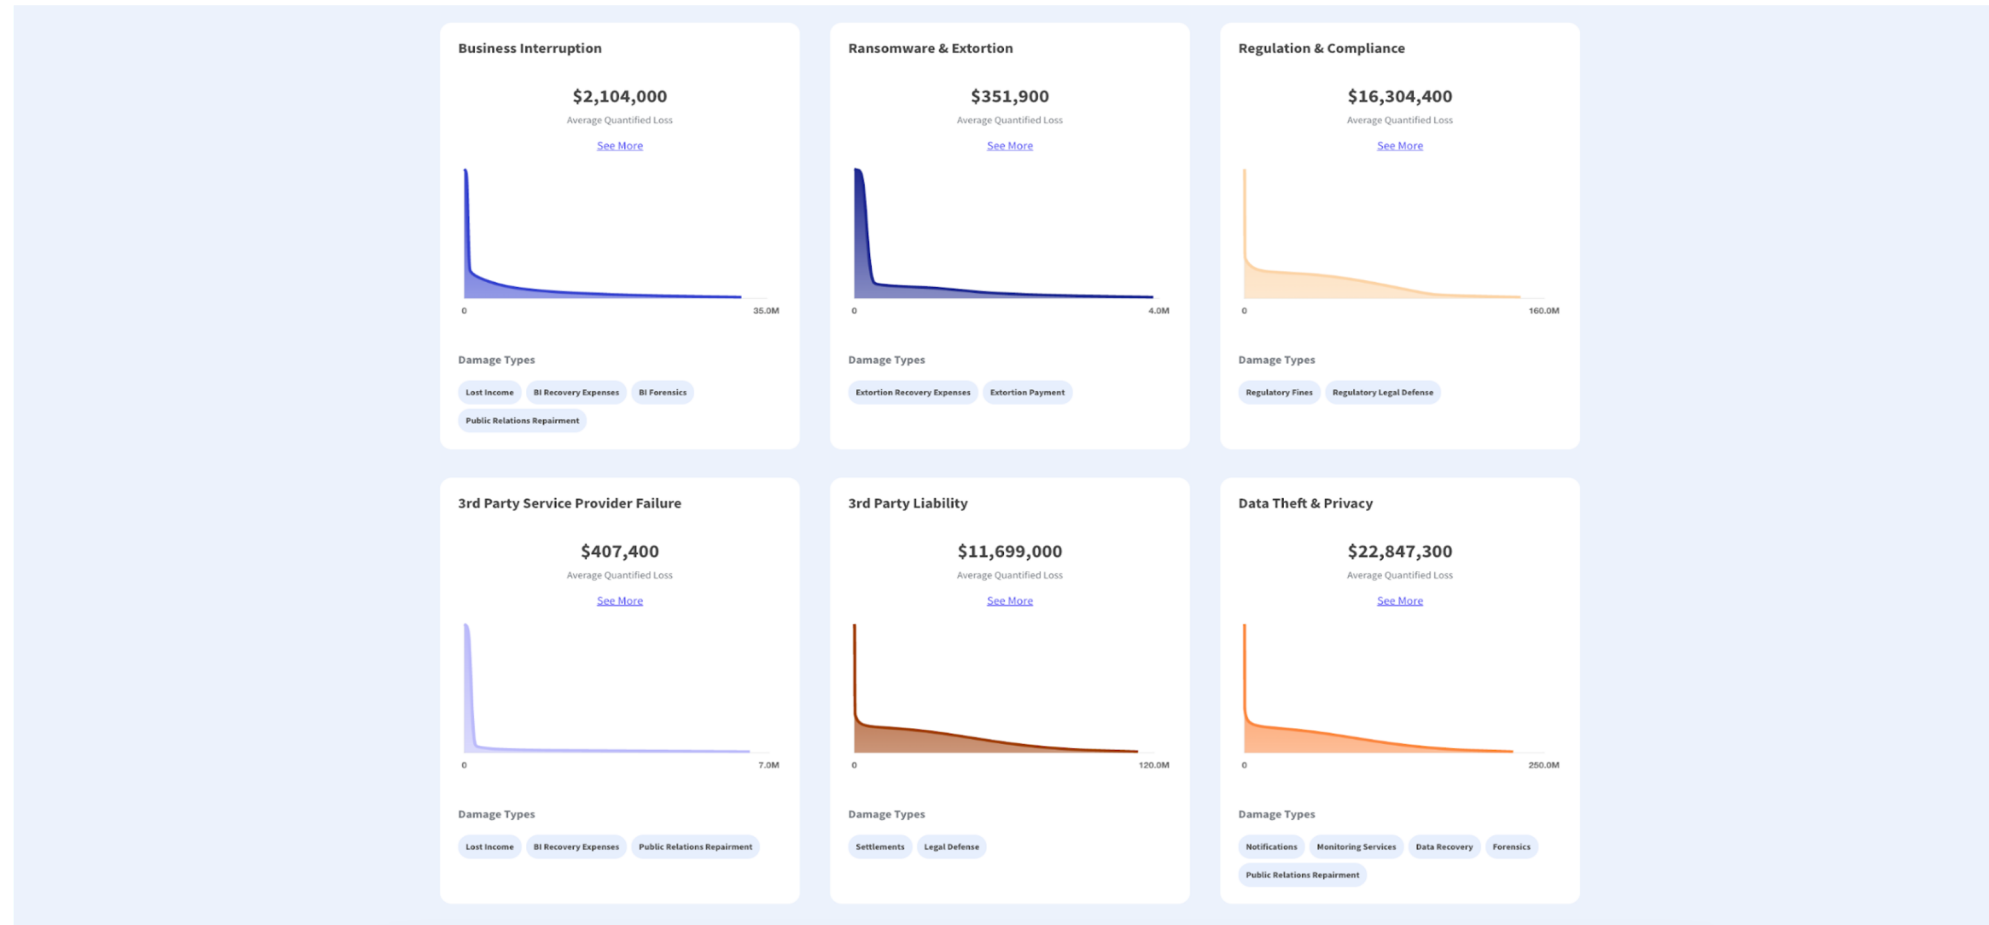 Business Interruption
$2,104,000
Average Quantified Loss
See More
0 35.0M
Damage Types
Lost Income BI Recovery Expenses BI Forensics
Public Relations Repairment
Ransomware & Extortion
$351,900
Average Quantified Loss
See More
0 4.0M
Damage Types
Extortion Recovery Expenses Extortion Payment
Regulation & Compliance
$16,304,400
Average Quantified Loss
See More
0 160.0M
Damage Types
Regulatory Fines Regulatory Legal Defense
3rd Party Service Provider Failure
$407,400
Average Quantified Loss
See More
0 7.0M
Damage Types
Lost Income BI Recovery Expenses Public Relations Repairment
3rd Party Liability
$11,699,000
Average Quantified Loss
See More
0 120.0M
Damage Types
Settlements Legal Defense
Data Theft & Privacy
$22,847,300
Average Quantified Loss
See More
0 250.0M
Damage Types
Notifications Monitoring Services Data Recovery Forensics
Public Relations Repairment